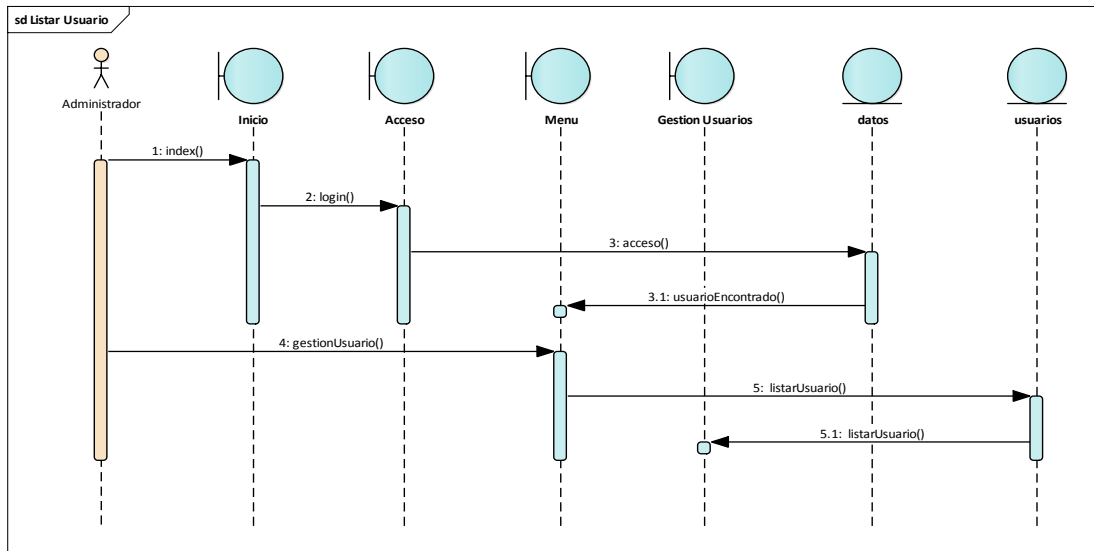 sd Listar Usuario
Administrador
Inicio
Acceso
Menu
Gestion Usuarios
datos
usuarios
1: index()
2: login()
3: acceso()
3.1: usuarioEncontrado()
4: gestionUsuario()
5: listarUsuario()
5.1: listarUsuario()